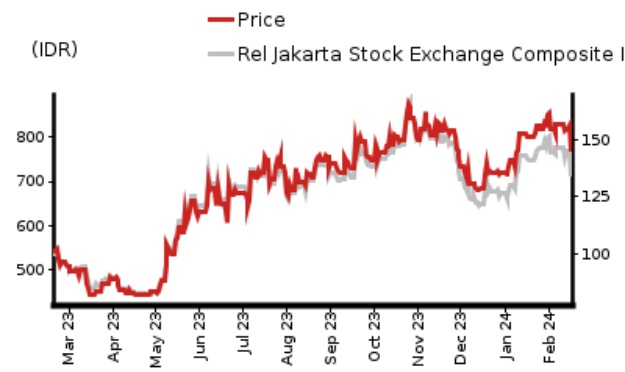 Price
(IDR)
Rel Jakarta Stock Exchange Composite I
800
700
600
500
150
125
100
Mar 23
Apr 23
May 23
Jun 23
Jul 23
Aug 23
Sep 23
Oct 23
Nov 23
Dec 23
Jan 24
Feb 24